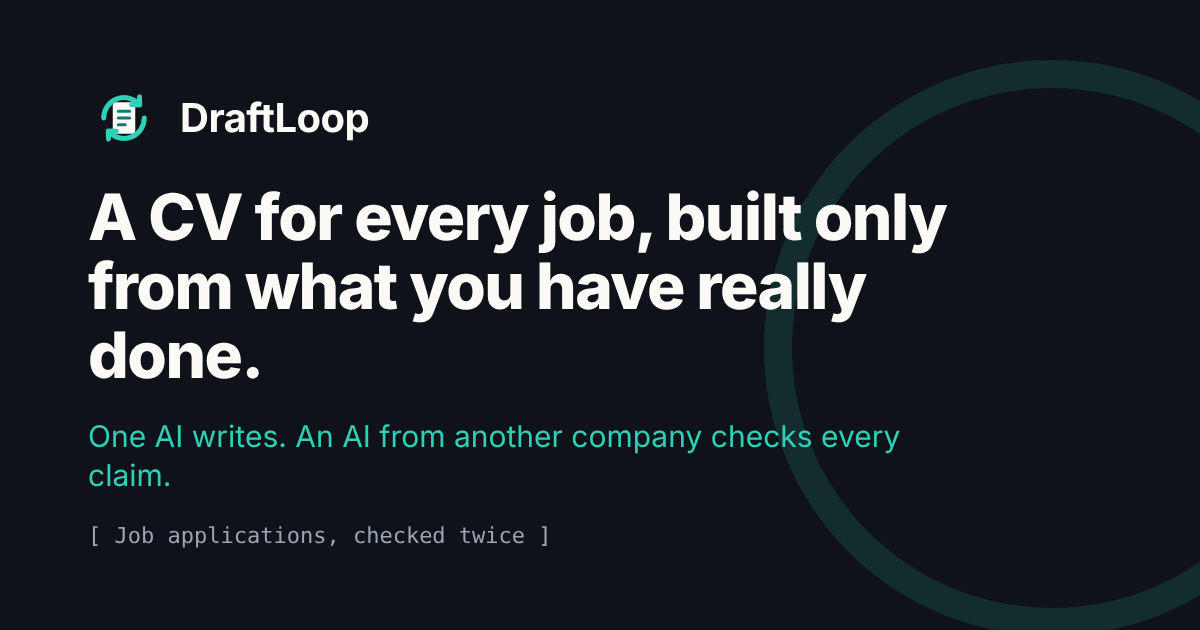 DraftLoop
A CV for every job, built only
from what you have really
done.
One AI writes. An AI from another company checks every
claim.
[ Job applications, checked twice ]